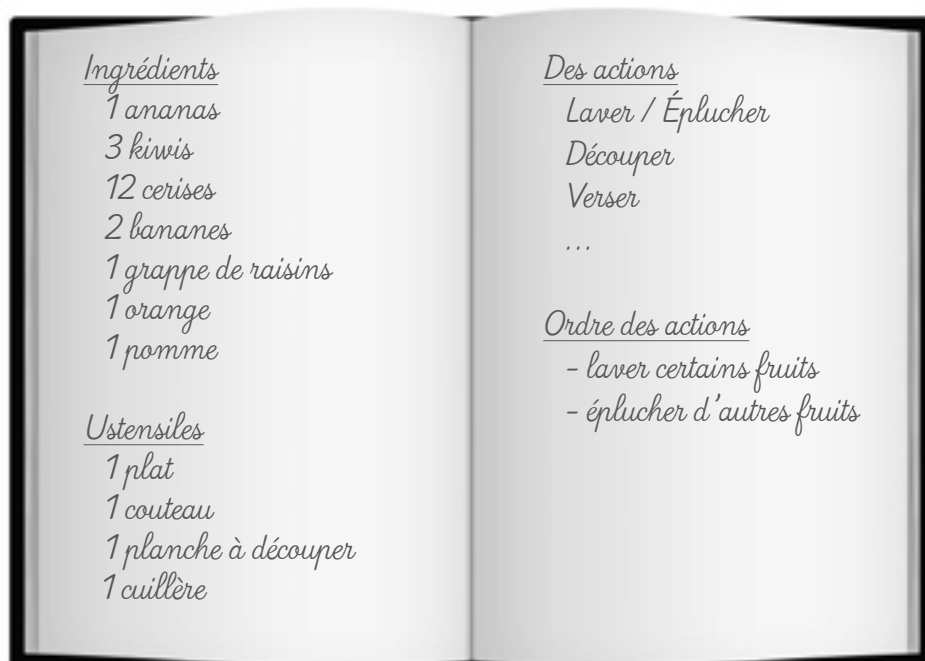 Ingrédients
1 ananas
3 kiwis
12 cerises
2 bananes
1 grappe de raisins
1 orange
1 pomme
Ustensiles
1 plat
1 couteau
1 planche à découper
1 cuillère
Des actions
Laver / Éplucher
Découper
Verser
...
Ordre des actions
- laver certains fruits
- éplucher d’autres fruits